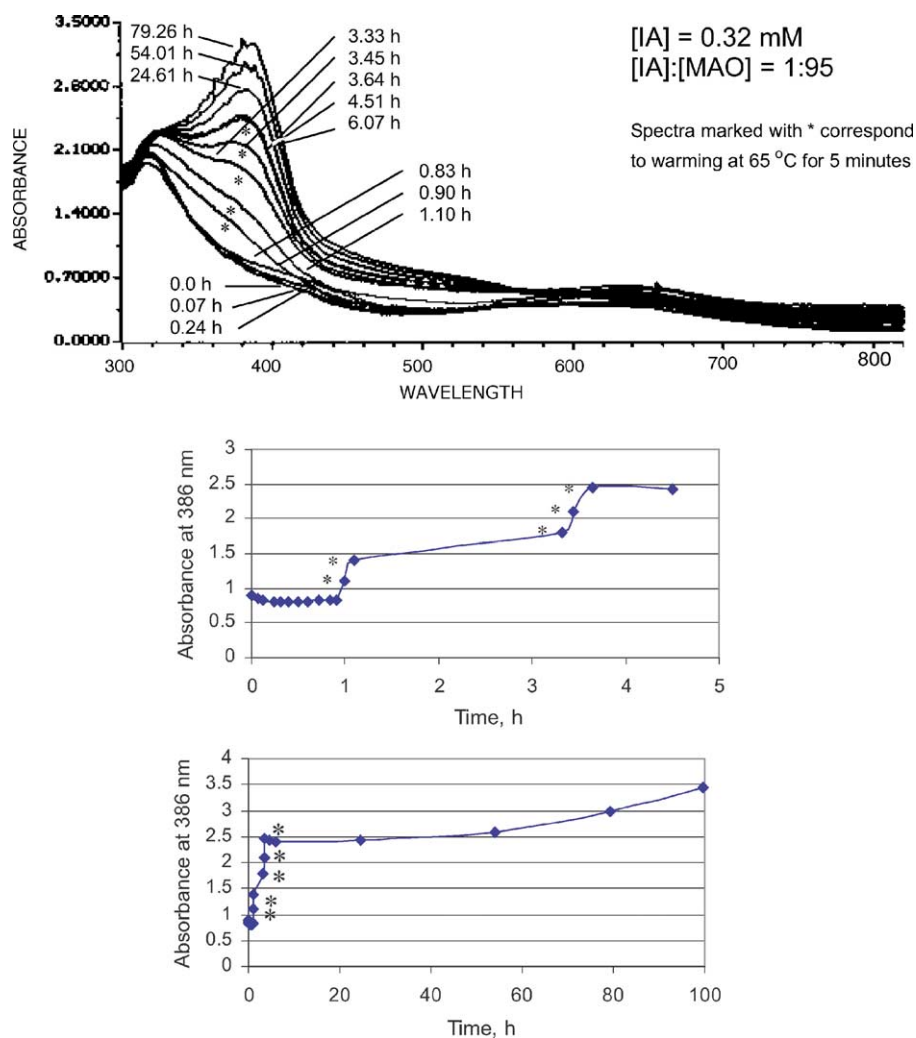 3.5000
2.8000
2.1000
1.4000
0.70000
0.0000
ABSORBANCE
79.26 h
54.01 h
24.61 h
3.33 h
3.45 h
3.64 h
4.51 h
6.07 h
*
*
*
*
*
0.83 h
0.90 h
1.10 h
0.0 h
0.07 h
0.24 h
300 400 500 600 700 800
WAVELENGTH
[IA] = 0.32 mM
[IA]:[MAO] = 1:95
Spectra marked with * correspond
to warming at 65 °C for 5 minutes
Absorbance at 386 nm
3
2.5
2
1.5
1
0.5
0
*
*
*
*
*
0 1 2 3 4 5
Time, h
Absorbance at 386 nm
4
3.5
3
2.5
2
1.5
1
0.5
0
*
*
*
*
*
0 20 40 60 80 100
Time, h